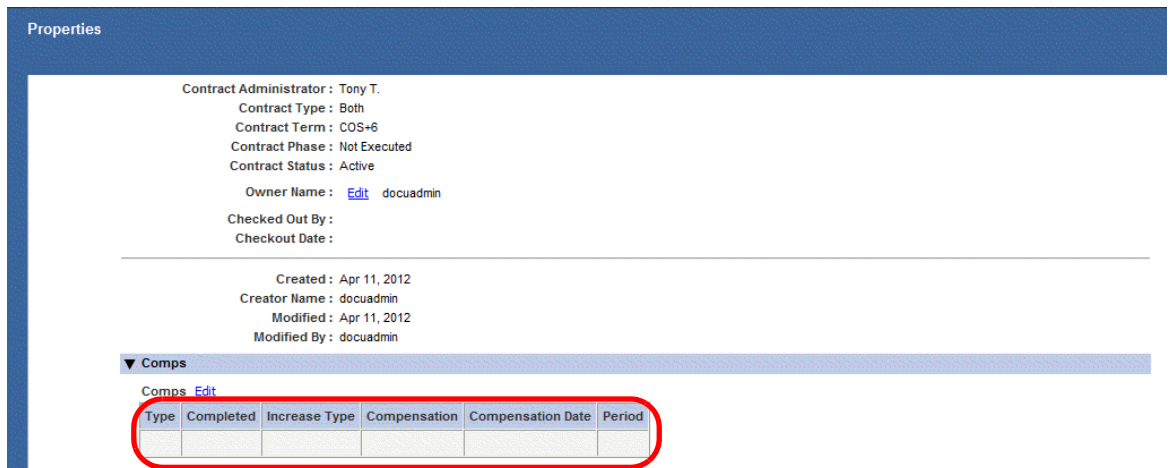 Properties
Contract Administrator : Tony T.
Contract Type : Both
Contract Term : COS+6
Contract Phase : Not Executed
Contract Status : Active
Owner Name : Edit docuadmin
Checked Out By :
Checkout Date :
Created : Apr 11, 2012
Creator Name : docuadmin
Modified : Apr 11, 2012
Modified By : docuadmin
▼ Comps
Comps Edit
Type Completed Increase Type Compensation Compensation Date Period